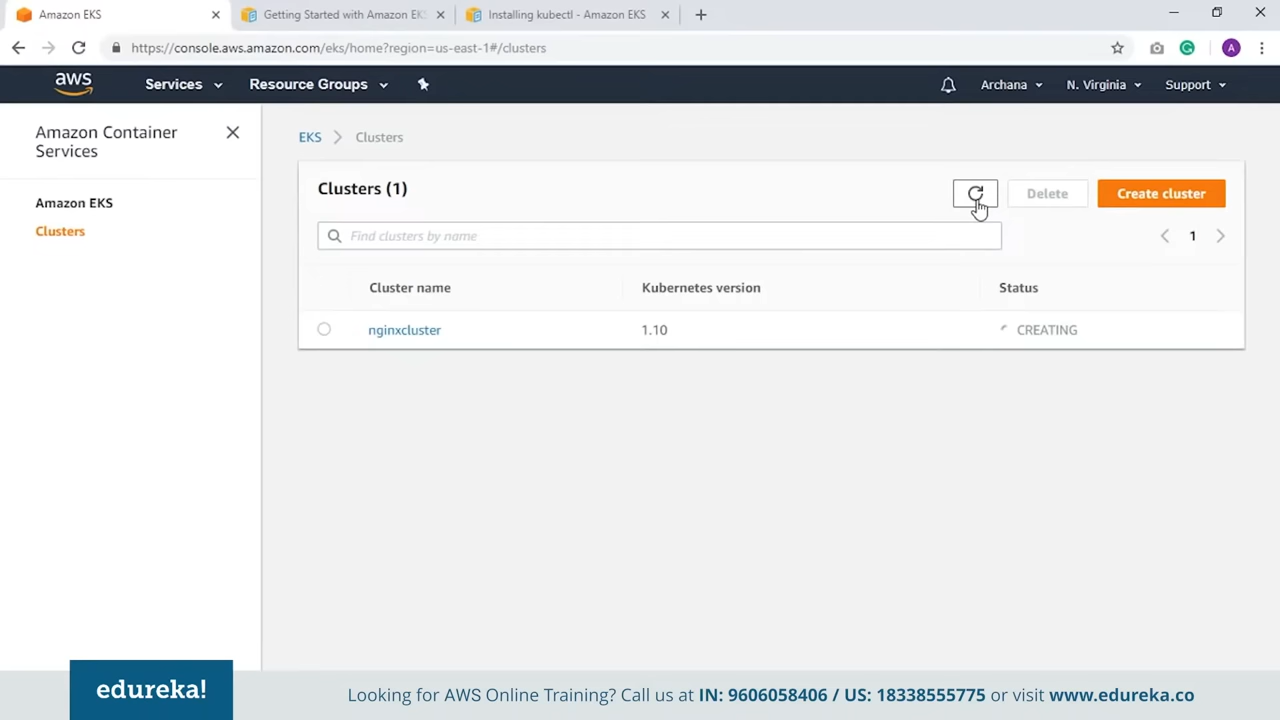 Amazon EKS
Getting Started with Amazon EK
Installing kubectl - Amazon EKS
https://console.aws.amazon.com/eks/home?region=us-east-1#/clusters
A
aws
Services
Resource Groups
Archana
N. Virginia
Support
Amazon Container
Services
Amazon EKS
Clusters
EKS
Clusters
Clusters (1)
Delete
Create cluster
Find clusters by name
1
Cluster name
Kubernetes version
Status
nginxcluster
1.10
CREATING
edureka!
Looking for AWS Online Training? Call us at IN: 9606058406 / US: 18338555775 or visit www.edureka.co